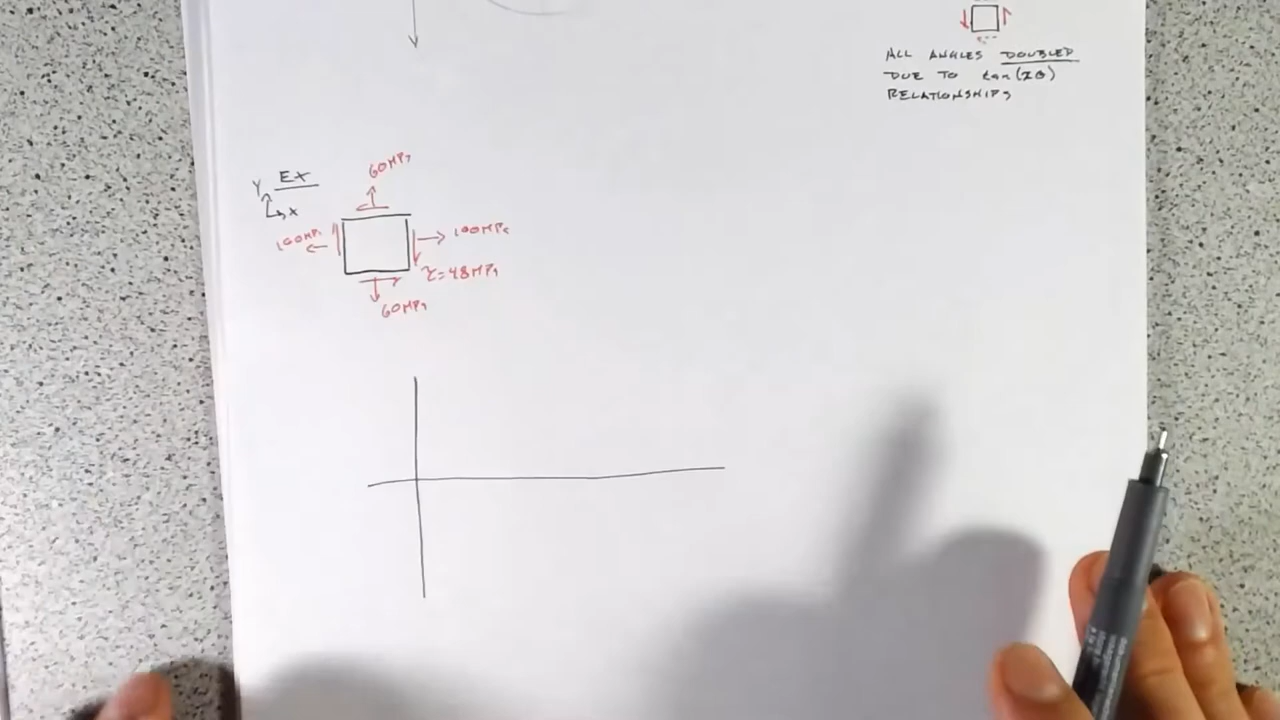 ALL ANGLES DOUBLED
DUE TO tan(2θ)
RELATIONSHIPS
60MPa
Y EX
x
100MPa
100MPa
τ=48MPa
60MPa